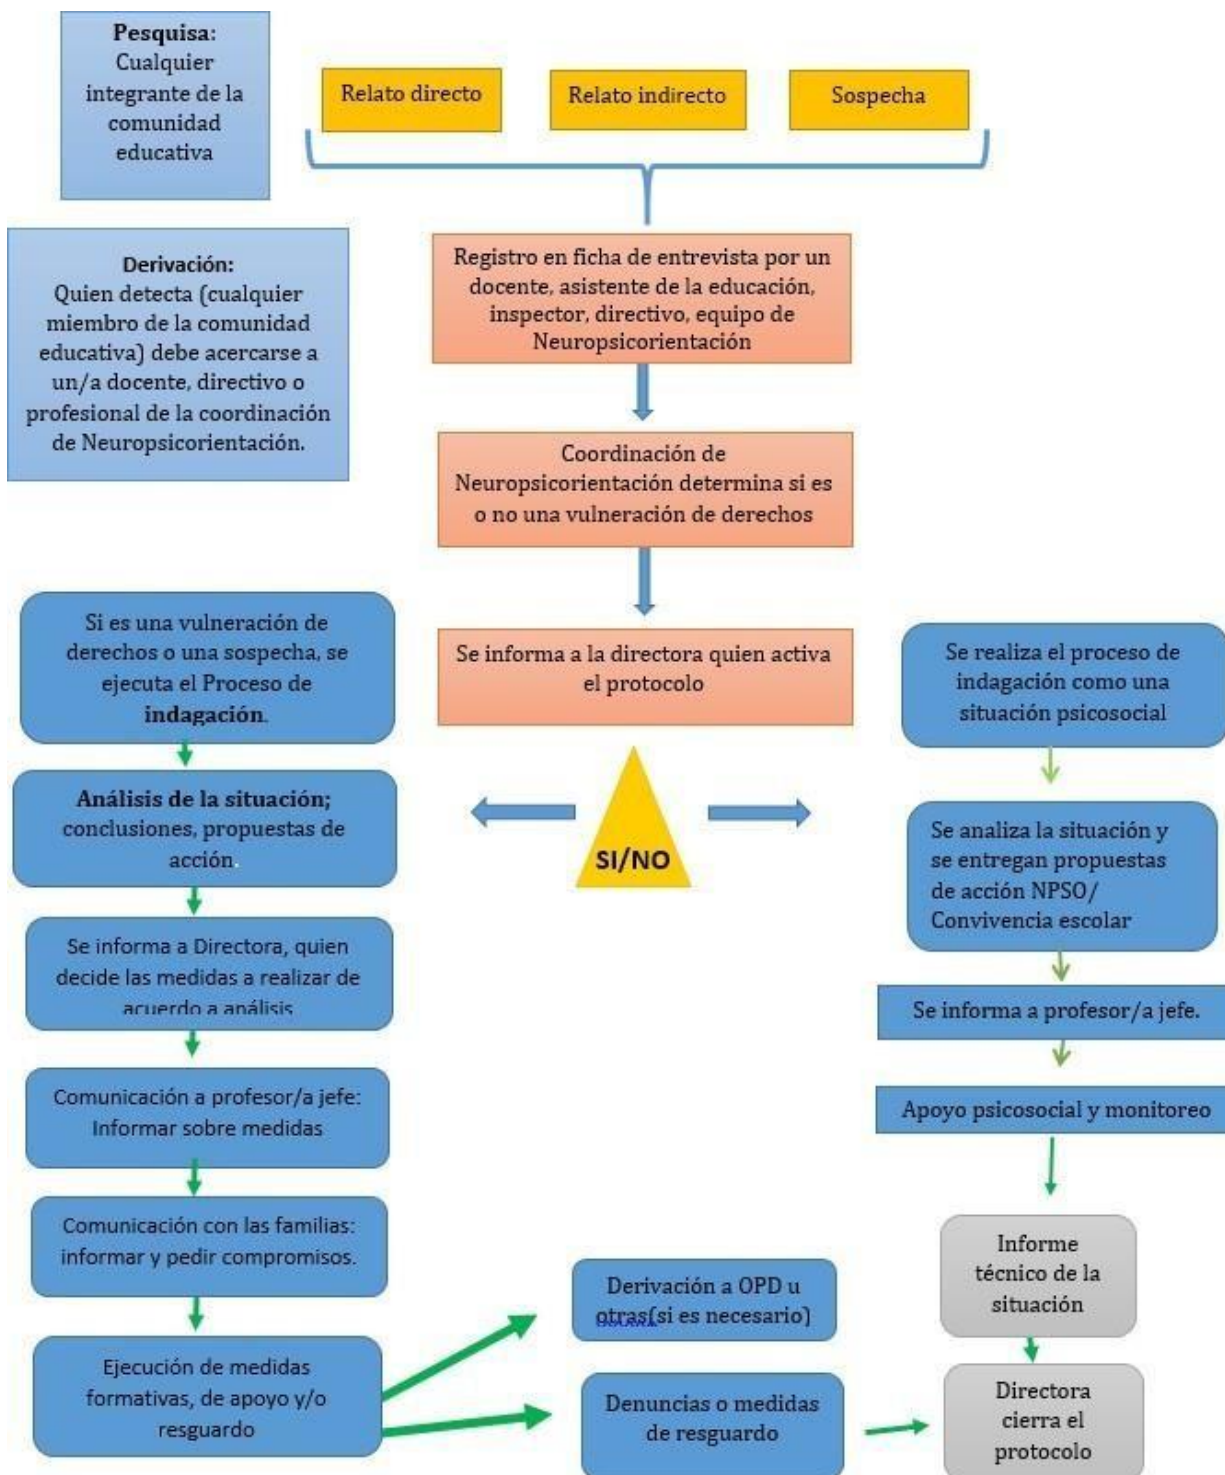 Pesquisa:
Cualquier
integrante de la
comunidad
educativa
Relato directo
Relato indirecto
Sospecha
Derivación:
Quien detecta (cualquier
miembro de la comunidad
educativa) debe acercarse a
un/a docente, directivo o
profesional de la coordinación
de Neuropsicorientación.
Registro en ficha de entrevista por un
docente, asistente de la educación,
inspector, directivo, equipo de
Neuropsicorientación
Coordinación de
Neuropsicorientación determina si es
o no una vulneración de derechos
Se informa a la directora quien activa
el protocolo
SI/NO
Si es una vulneración de
derechos o una sospecha, se
ejecuta el Proceso de
indagación.
Análisis de la situación;
conclusiones, propuestas de
acción.
Se informa a Directora, quien
decide las medidas a realizar de
acuerdo a análisis
Comunicación a profesor/a jefe:
Informar sobre medidas
Comunicación con las familias:
informar y pedir compromisos.
Ejecución de medidas
formativas, de apoyo y/o
resguardo
Derivación a OPD u
otras(si es necesario)
Denuncias o medidas
de resguardo
Se realiza el proceso de
indagación como una
situación psicosocial
Se analiza la situación y
se entregan propuestas
de acción NPSO/
Convivencia escolar
Se informa a profesor/a jefe.
Apoyo psicosocial y monitoreo
Informe
técnico de la
situación
Directora
cierra el
protocolo